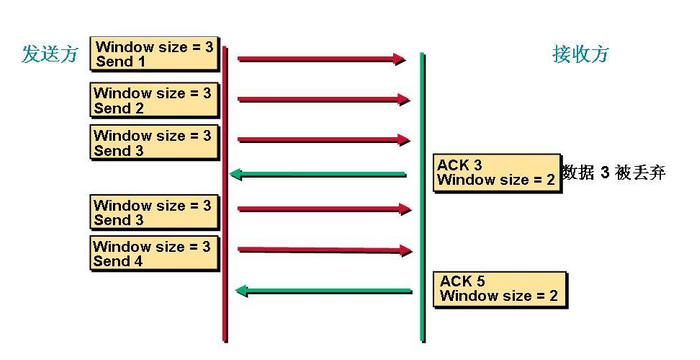 发送方
接收方
Window size = 3
Send 1
Window size = 3
Send 2
Window size = 3
Send 3
ACK 3
Window size = 2
数据 3 被丢弃
Window size = 3
Send 3
Window size = 3
Send 4
ACK 5
Window size = 2